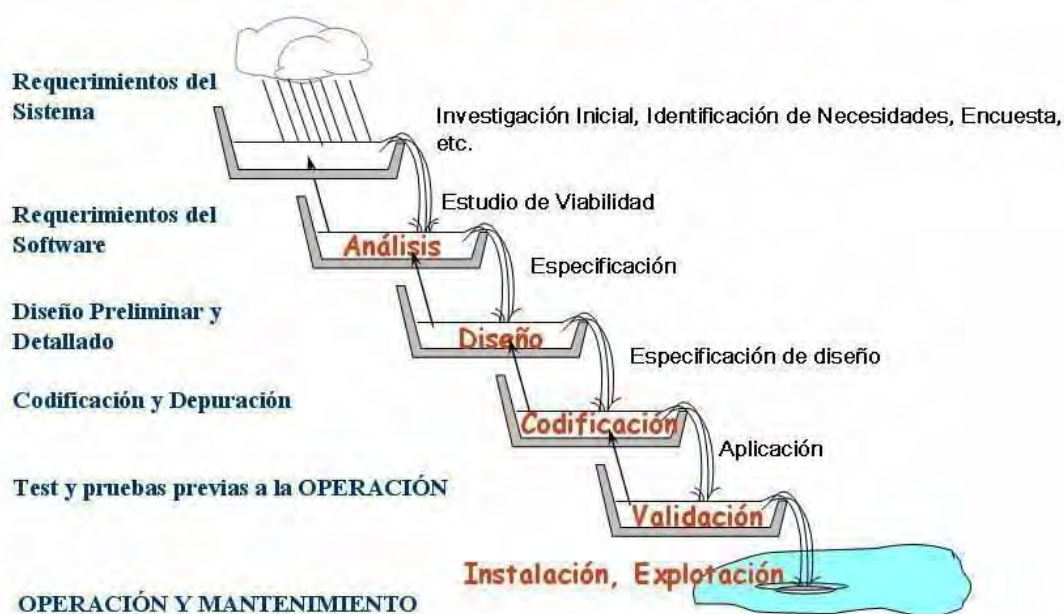 Requerimientos del
Sistema
Investigación Inicial, Identificación de Necesidades, Encuesta,
etc.
Estudio de Viabilidad
Requerimientos del
Software
Análisis
Especificación
Diseño Preliminar y
Detallado
Diseño
Especificación de diseño
Codificación y Depuración
Codificación
Aplicación
Test y pruebas previas a la OPERACIÓN
Validación
Instalación, Explotación
OPERACIÓN Y MANTENIMIENTO